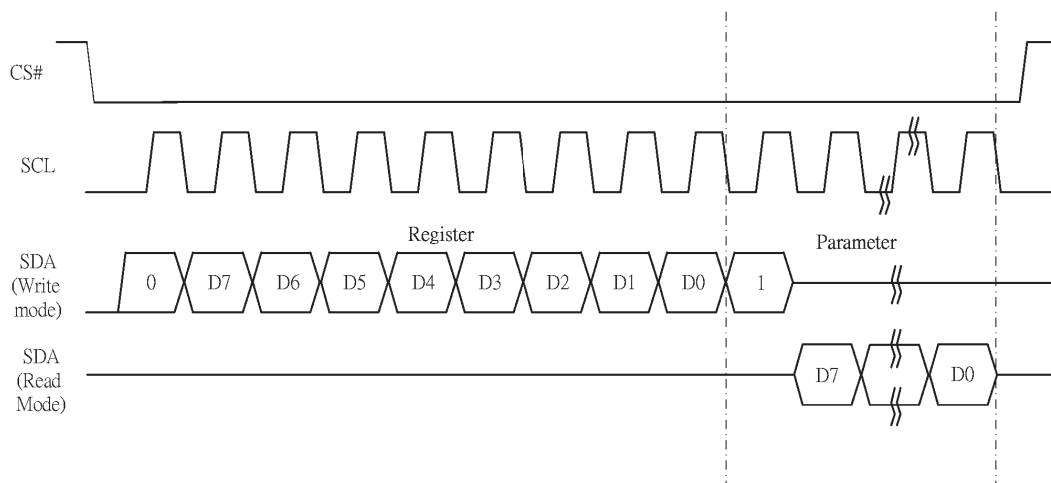 CS#
SCL
Register
Parameter
SDA
(Write
mode)
0 D7 D6 D5 D4 D3 D2 D1 D0 1
SDA
(Read
Mode)
D7 D0